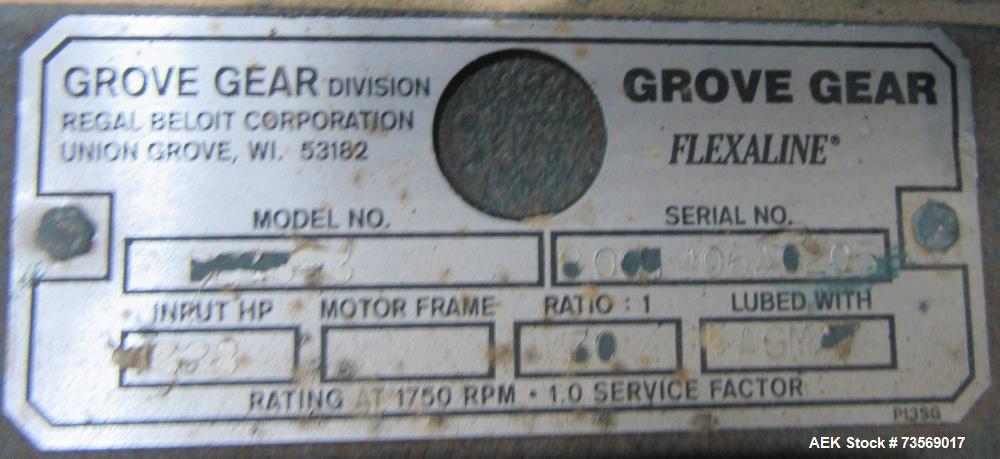 GROVE GEAR DIVISION
REGAL BELOIT CORPORATION
UNION GROVE, WI. 53182
GROVE GEAR
FLEXALINE®
MODEL NO.
SERIAL NO.
INPUT HP
MOTOR FRAME
RATIO : 1
LUBED WITH
RATING AT 1750 RPM • 1.0 SERVICE FACTOR
P13SG
AEK Stock # 73569017